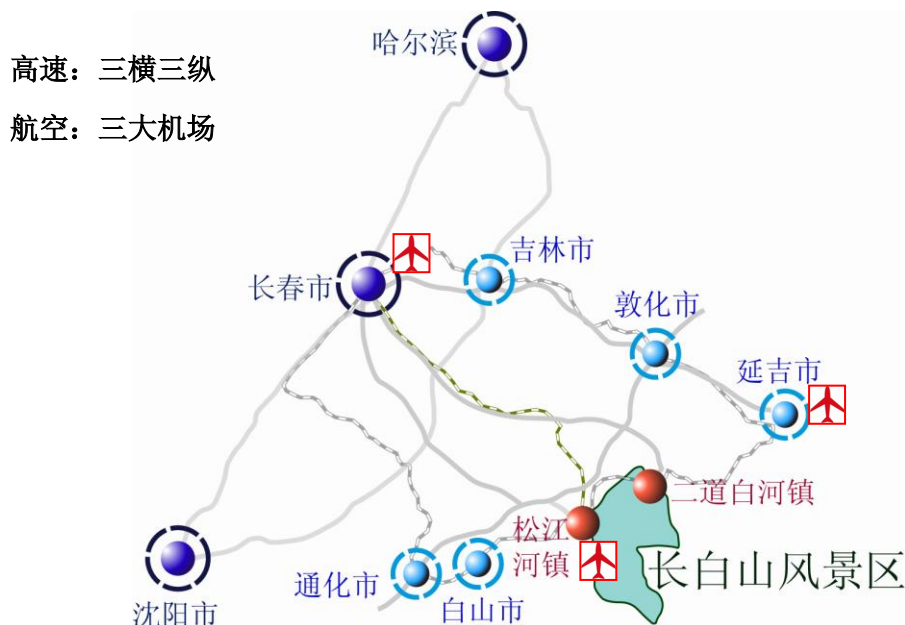 哈尔滨
高速：三横三纵
航空：三大机场
吉林市
长春市
敦化市
延吉市
二道白河镇
松江
河镇
长白山风景区
通化市
白山市
沈阳市